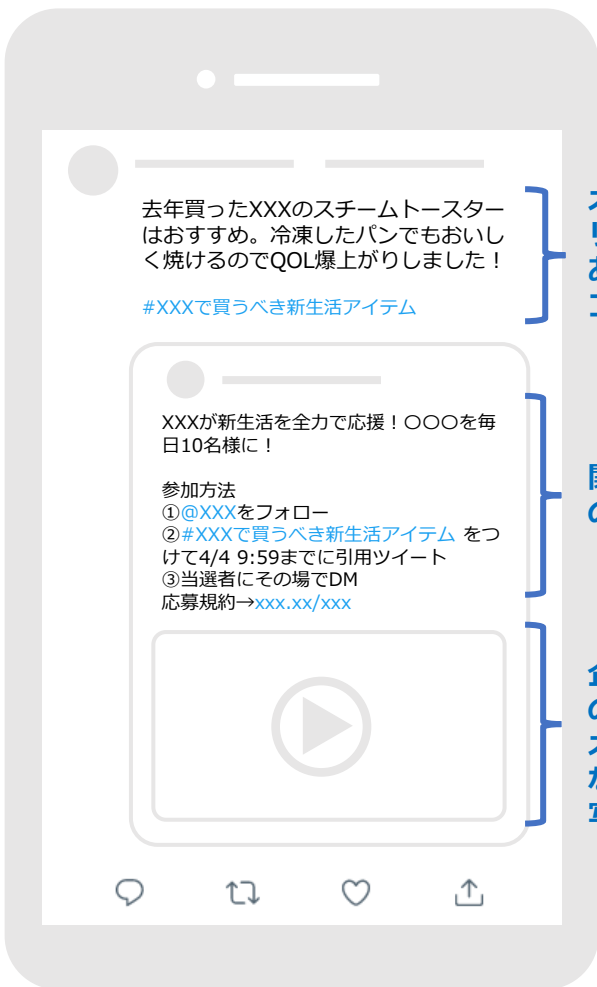 去年買ったXXXのスチームトースター
はおすすめ。冷凍したパンでもおいし
く焼けるのでQOL爆上がりしました！
#XXXで買うべき新生活アイテム
XXXが新生活を全力で応援！〇〇〇を毎
日10名様に！
参加方法
①@XXXをフォロー
②#XXXで買うべき新生活アイテム をつ
けて4/4 9:59までに引用ツイート
③当選者にその場でDM
応募規約→xxx.xx/xxx
の
の